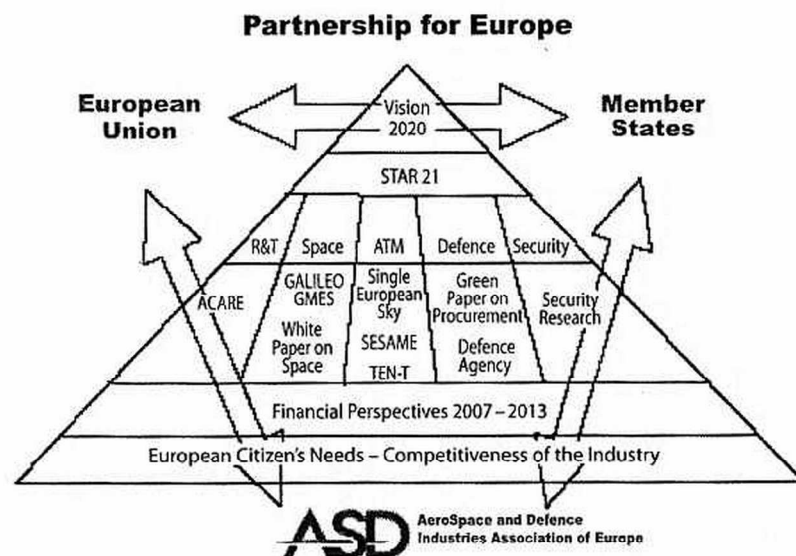 Partnership for Europe
European
Union
Member
States
Vision
2020
STAR 21
R&T
Space
ATM
Defence
Security
ACARE
GALILEO
GMES
White
Paper on
Space
Single
European
Sky
SESAME
TEN-T
Green
Paper on
Procurement
Defence
Agency
Security
Research
Financial Perspectives 2007–2013
European Citizen's Needs – Competitiveness of the Industry
ASD
AeroSpace and Defence
Industries Association of Europe